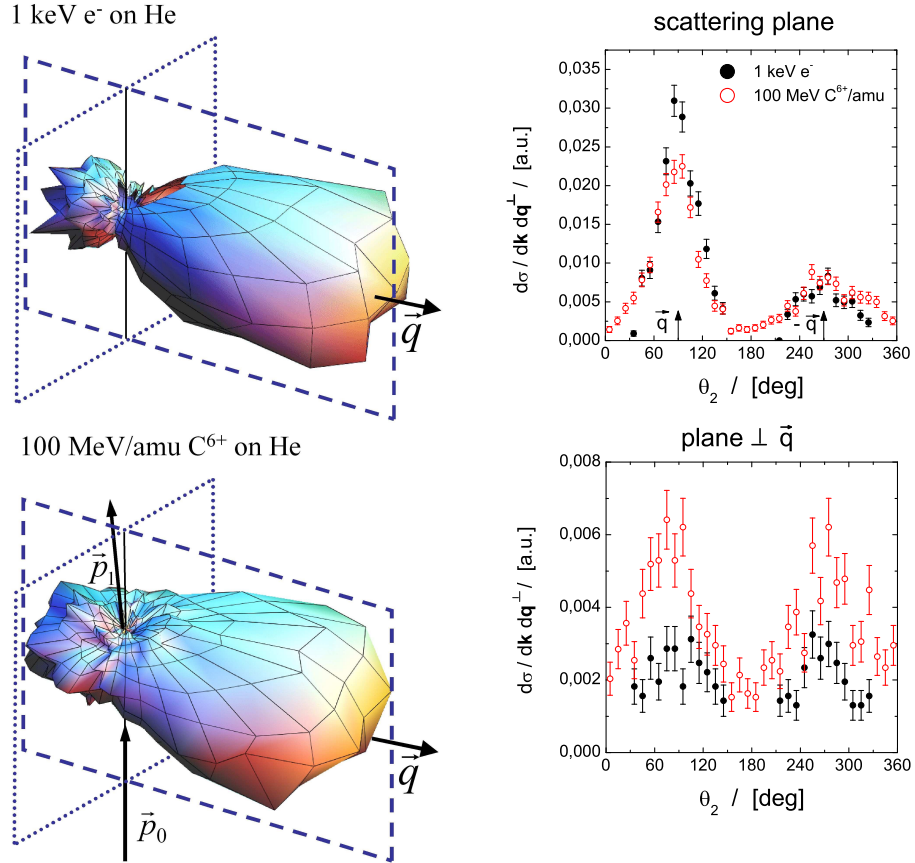 1 keV e⁻ on He
q⃗
scattering plane
1 keV e⁻
100 MeV C⁶⁺/amu
dσ / dk dq⊥ / [a.u.]
0,035
0,030
0,025
0,020
0,015
0,010
0,005
0,000
q⃗
- q⃗
0 60 120 180 240 300 360
θ₂ / [deg]
100 MeV/amu C⁶⁺ on He
p⃗₁
q⃗
p⃗₀
plane ⊥ q⃗
dσ / dk dq⊥ / [a.u.]
0,008
0,006
0,004
0,002
0,000
0 60 120 180 240 300 360
θ₂ / [deg]